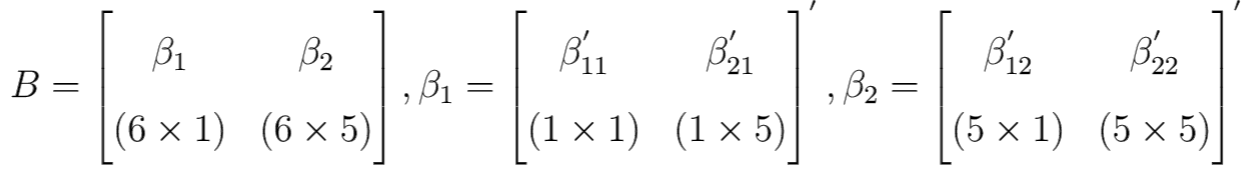 B = [ β₁ β₂ ; (6 × 1) (6 × 5) ], β₁ = [ β′₁₁ β′₂₁ ; (1 × 1) (1 × 5) ]′, β₂ = [ β′₁₂ β′₂₂ ; (5 × 1) (5 × 5) ]′